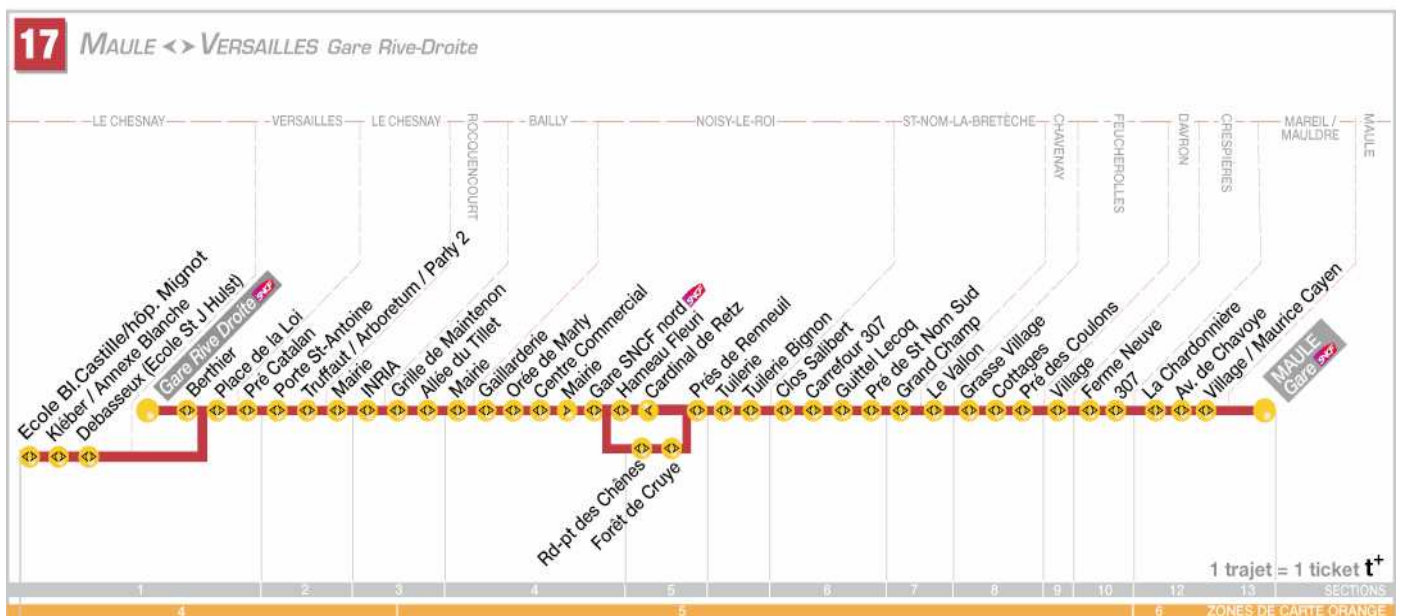 17 MAULE <> VERSAILLES Gare Rive-Droite
LE CHESNAY
VERSAILLES
LE CHESNAY
ROCQUENCOURT
BAILLY
NOISY-LE-ROI
ST-NOM-LA-BRETÈCHE
CHAVENAY
FEUCHEROLLES
DAVRON
CRESPIÈRES
MAREIL /
MAULDRE
MAULE
Ecole Bl.Castille/hôp. Mignot
Kléber / Annexe Blanche
Debasseux (Ecole St J Hulst)
Gare Rive Droite SNCF
Berthier
Place de la Loi
Pré Catalan
Porte St-Antoine
Truffaut / Arboretum / Parly 2
Mairie
INRIA
Grille de Maintenon
Allée du Tillet
Mairie
Gaillarderie
Orée de Marly
Centre Commercial
Mairie
Gare SNCF nord SNCF
Hameau Fleuri
Cardinal de Retz
Rd-pt des Chênes
Forêt de Cruye
Prés de Renneuil
Tuilerie
Tuilerie Bignon
Clos Salibert
Carrefour 307
Guittel Lecoq
Pré de St Nom Sud
Grand Champ
Le Vallon
Grasse Village
Cottages
Pré des Coulons
Village
Ferme Neuve
307
La Chardonnière
Av. de Chavoye
Village / Maurice Cayen
MAULE
Gare SNCF
1 trajet = 1 ticket t+
1 2 3 4 5 6 7 8 9 10 12 13 SECTIONS
4 5 6 ZONES DE CARTE ORANGE